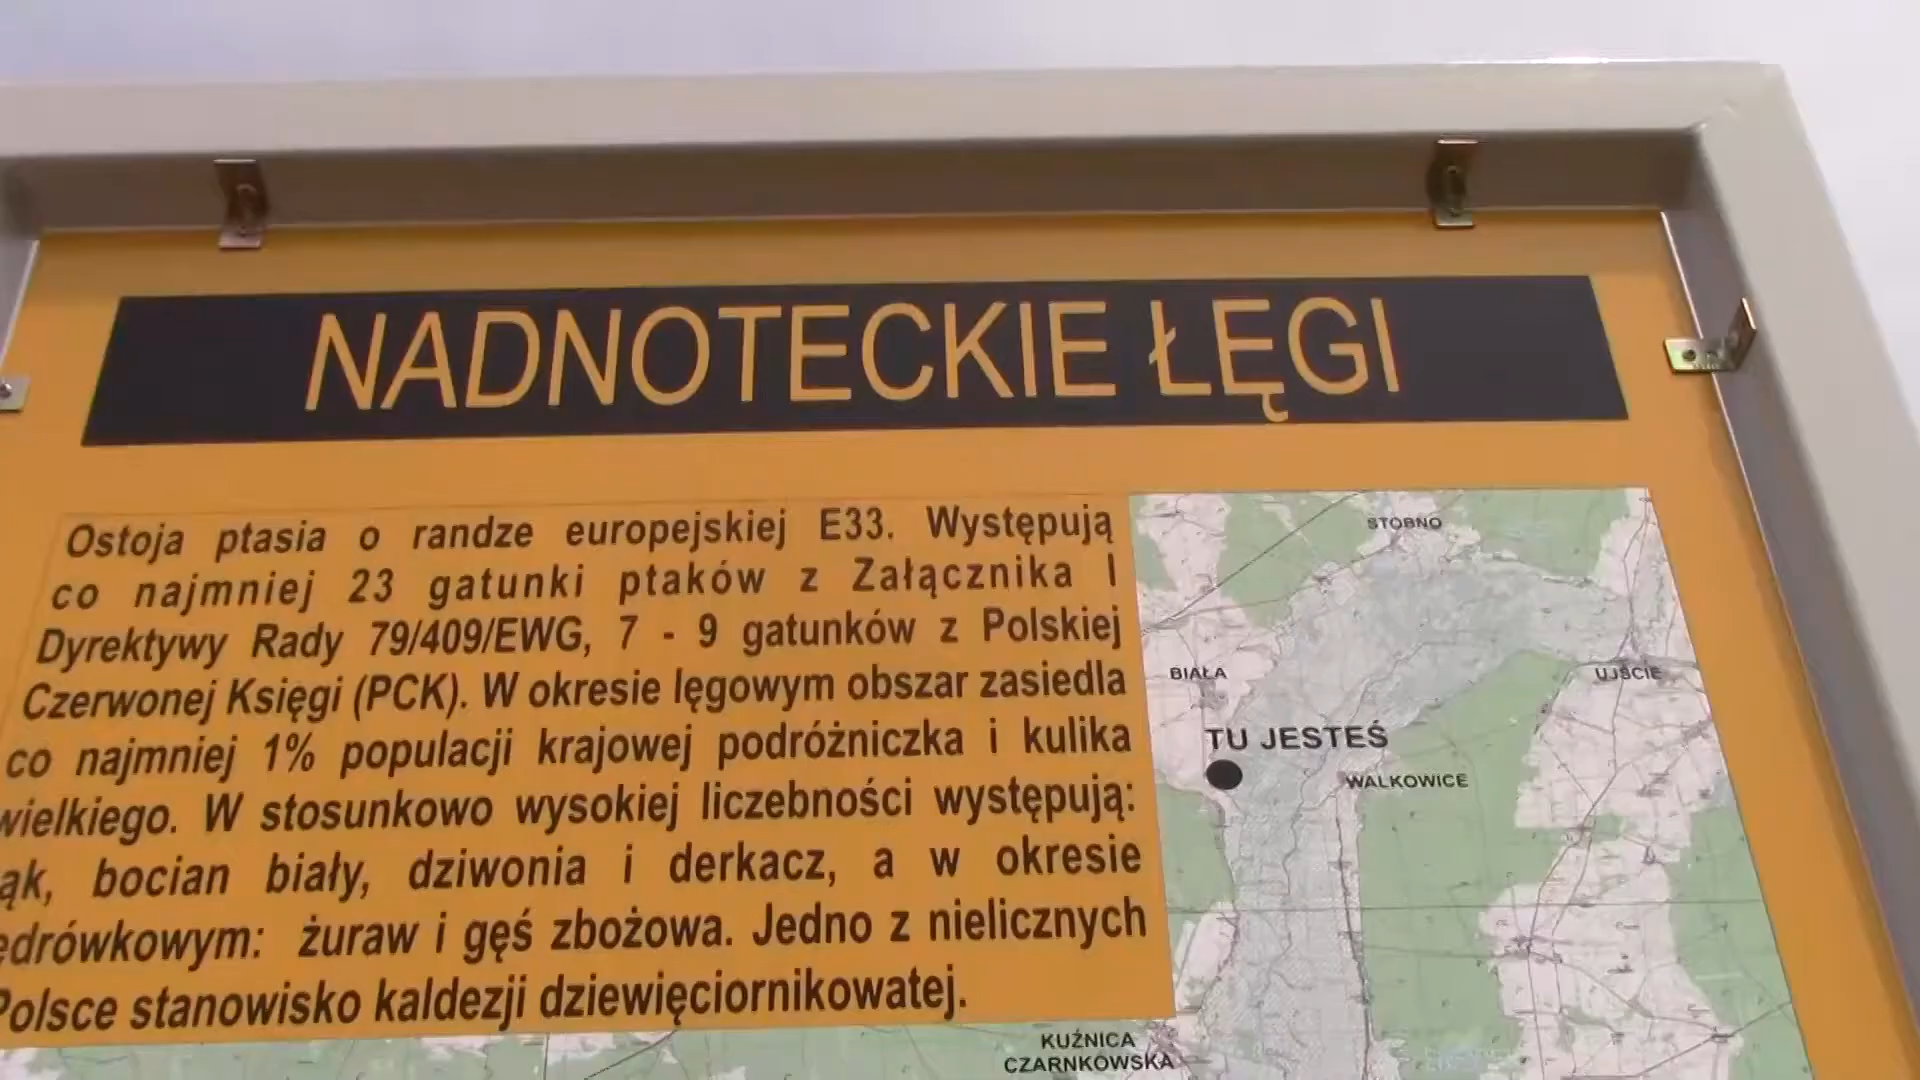 NADNOTECKIE ŁĘGI
Ostoja ptasia o randze europejskiej E33. Występują
co najmniej 23 gatunki ptaków z Załącznika I
Dyrektywy Rady 79/409/EWG, 7 - 9 gatunków z Polskiej
Czerwonej Księgi (PCK). W okresie lęgowym obszar zasiedla
co najmniej 1% populacji krajowej podróżniczka i kulika
wielkiego. W stosunkowo wysokiej liczebności występują:
ąk, bocian biały, dziwonia i derkacz, a w okresie
ędrówkowym: żuraw i gęś zbożowa. Jedno z nielicznych
Polsce stanowisko kaldezji dziewięciornikowatej.
STOBNO
BIAŁA
UJŚCIE
TU JESTEŚ
WALKOWICE
KUŹNICA
CZARNKOWSKA